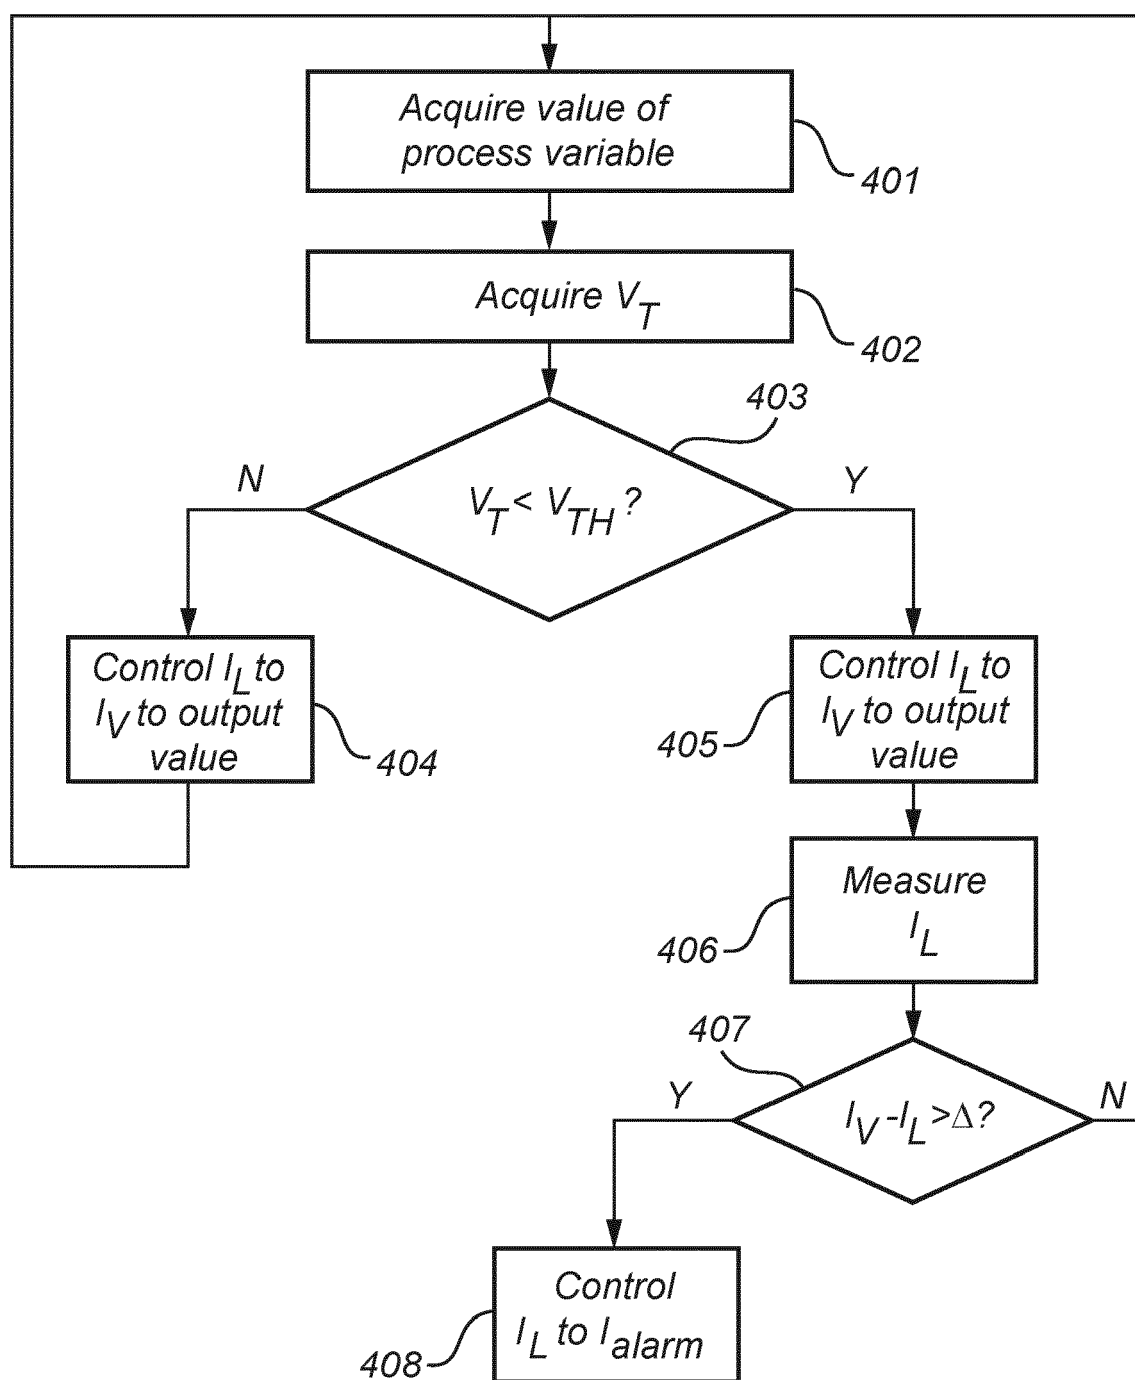 Acquire value of
process variable
401
Acquire V_T
402
403
N
Y
V_T < V_TH ?
Control I_L to
I_V to output
value
404
Control I_L to
I_V to output
value
405
Measure
I_L
406
407
Y
N
I_V - I_L > Δ?
Control
I_L to I_alarm
408